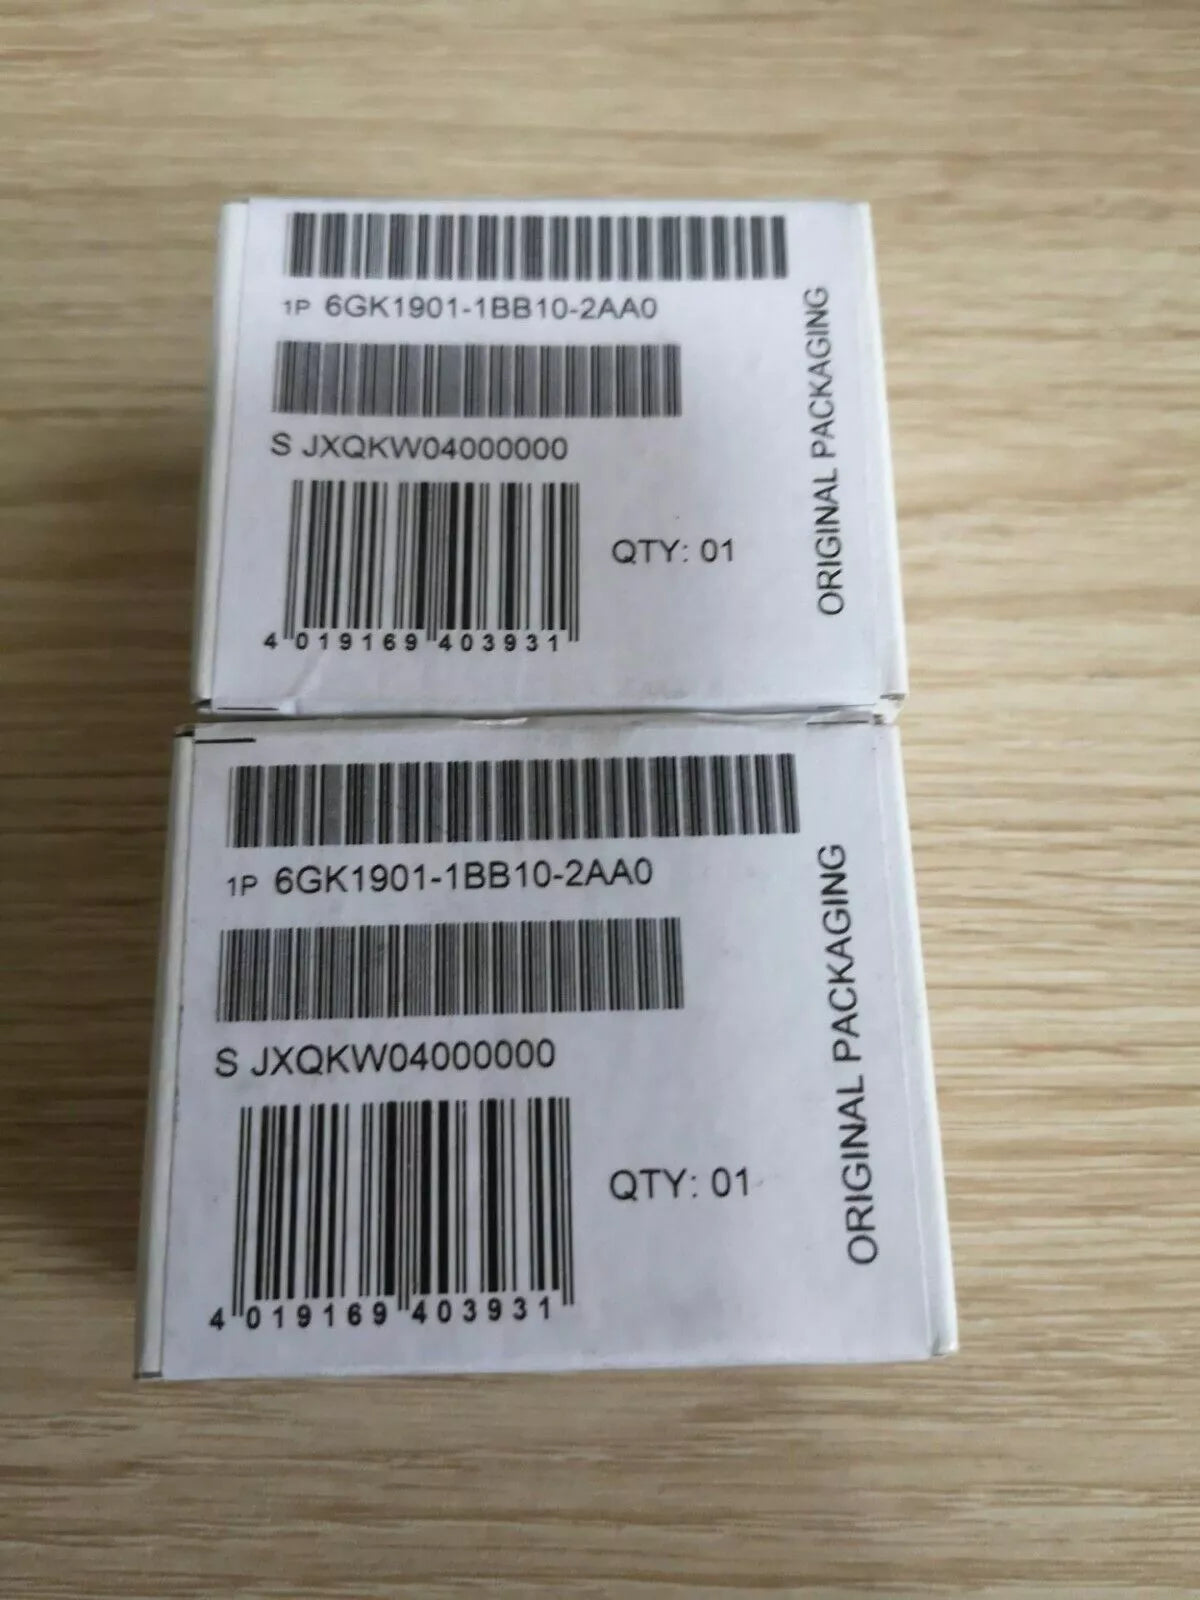 1P 6GK1901-1BB10-2AA0
S JXQKW04000000
QTY: 01
4 019169 403931
ORIGINAL PACKAGING
1P 6GK1901-1BB10-2AA0
S JXQKW04000000
QTY: 01
4 019169 403931
ORIGINAL PACKAGING